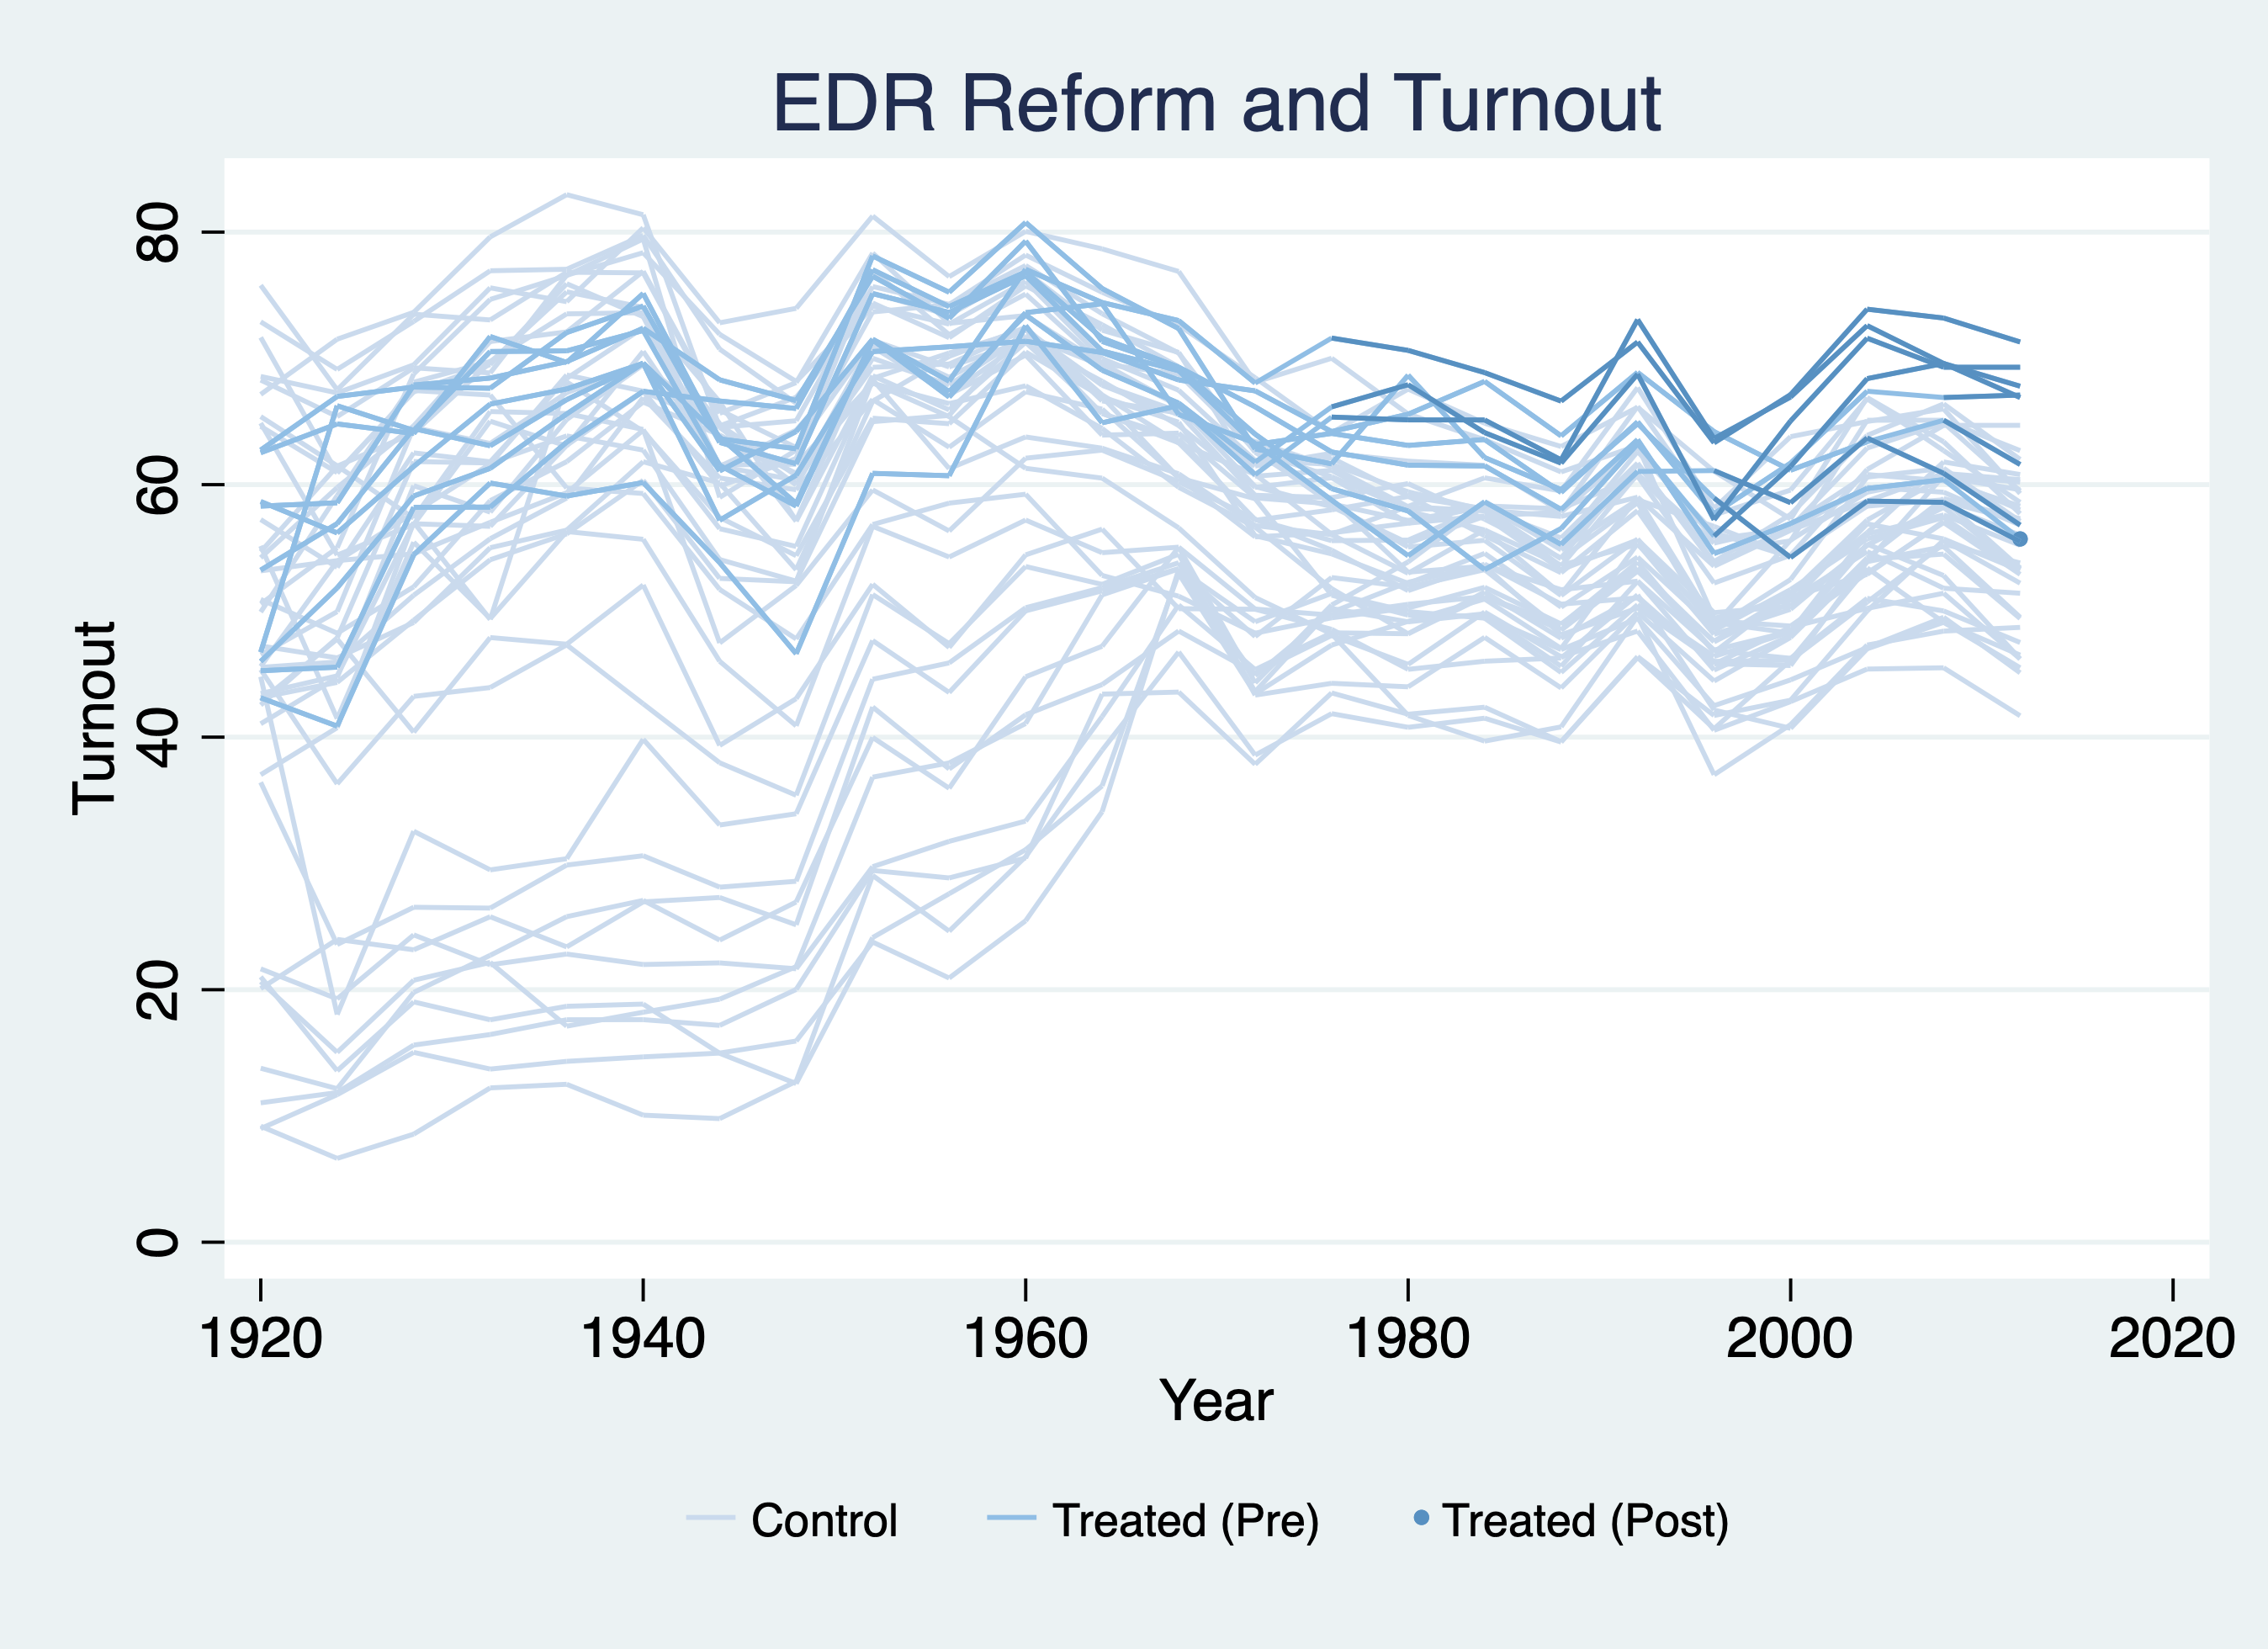 EDR Reform and Turnout
80
60
40
20
0
Turnout
1920 1940 1960 1980 2000 2020
Year
Control Treated (Pre) Treated (Post)